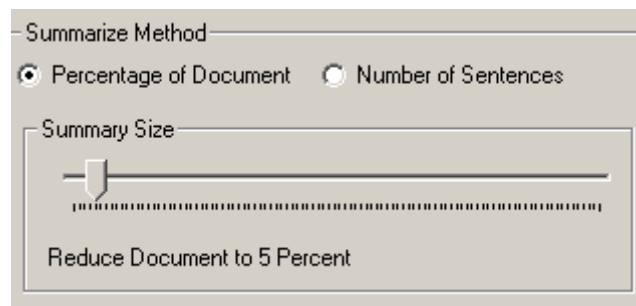 Summarize Method
Percentage of Document Number of Sentences
Summary Size
Reduce Document to 5 Percent